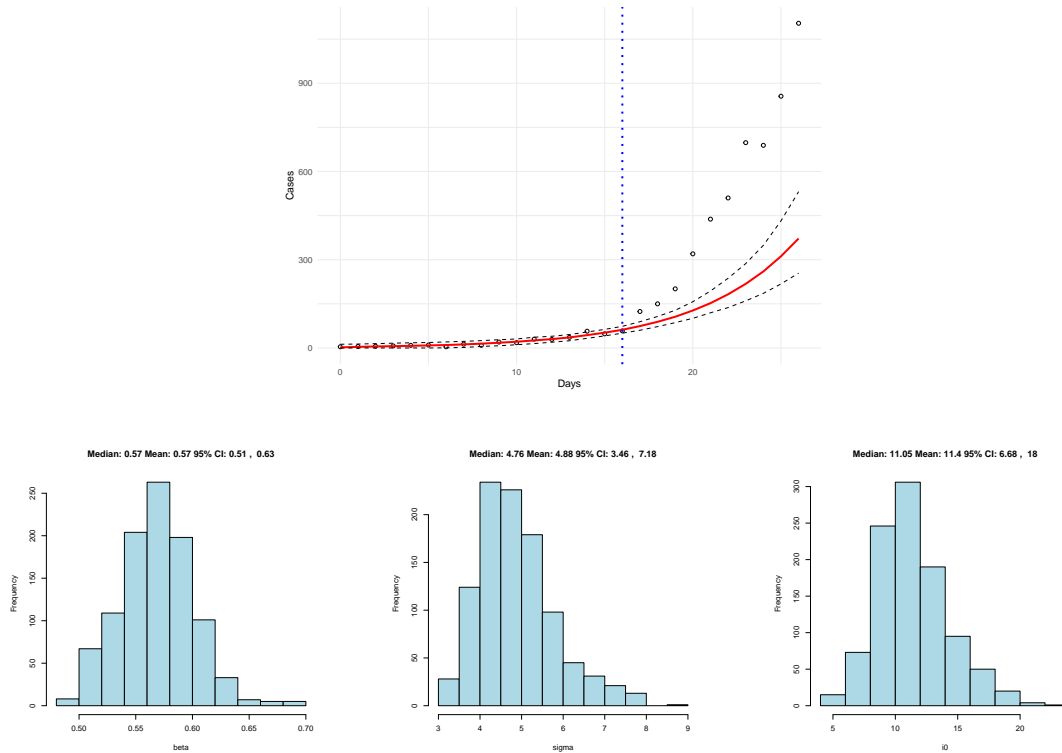 900
600
300
0
Cases
0 10 20
Days
Median: 0.57 Mean: 0.57 95% CI: 0.51 , 0.63
250
200
150
100
50
0
Frequency
0.50 0.55 0.60 0.65 0.70
beta
Median: 4.76 Mean: 4.88 95% CI: 3.46 , 7.18
200
150
100
50
0
Frequency
3 4 5 6 7 8 9
sigma
Median: 11.05 Mean: 11.4 95% CI: 6.68 , 18
300
250
200
150
100
50
0
Frequency
5 10 15 20
i0